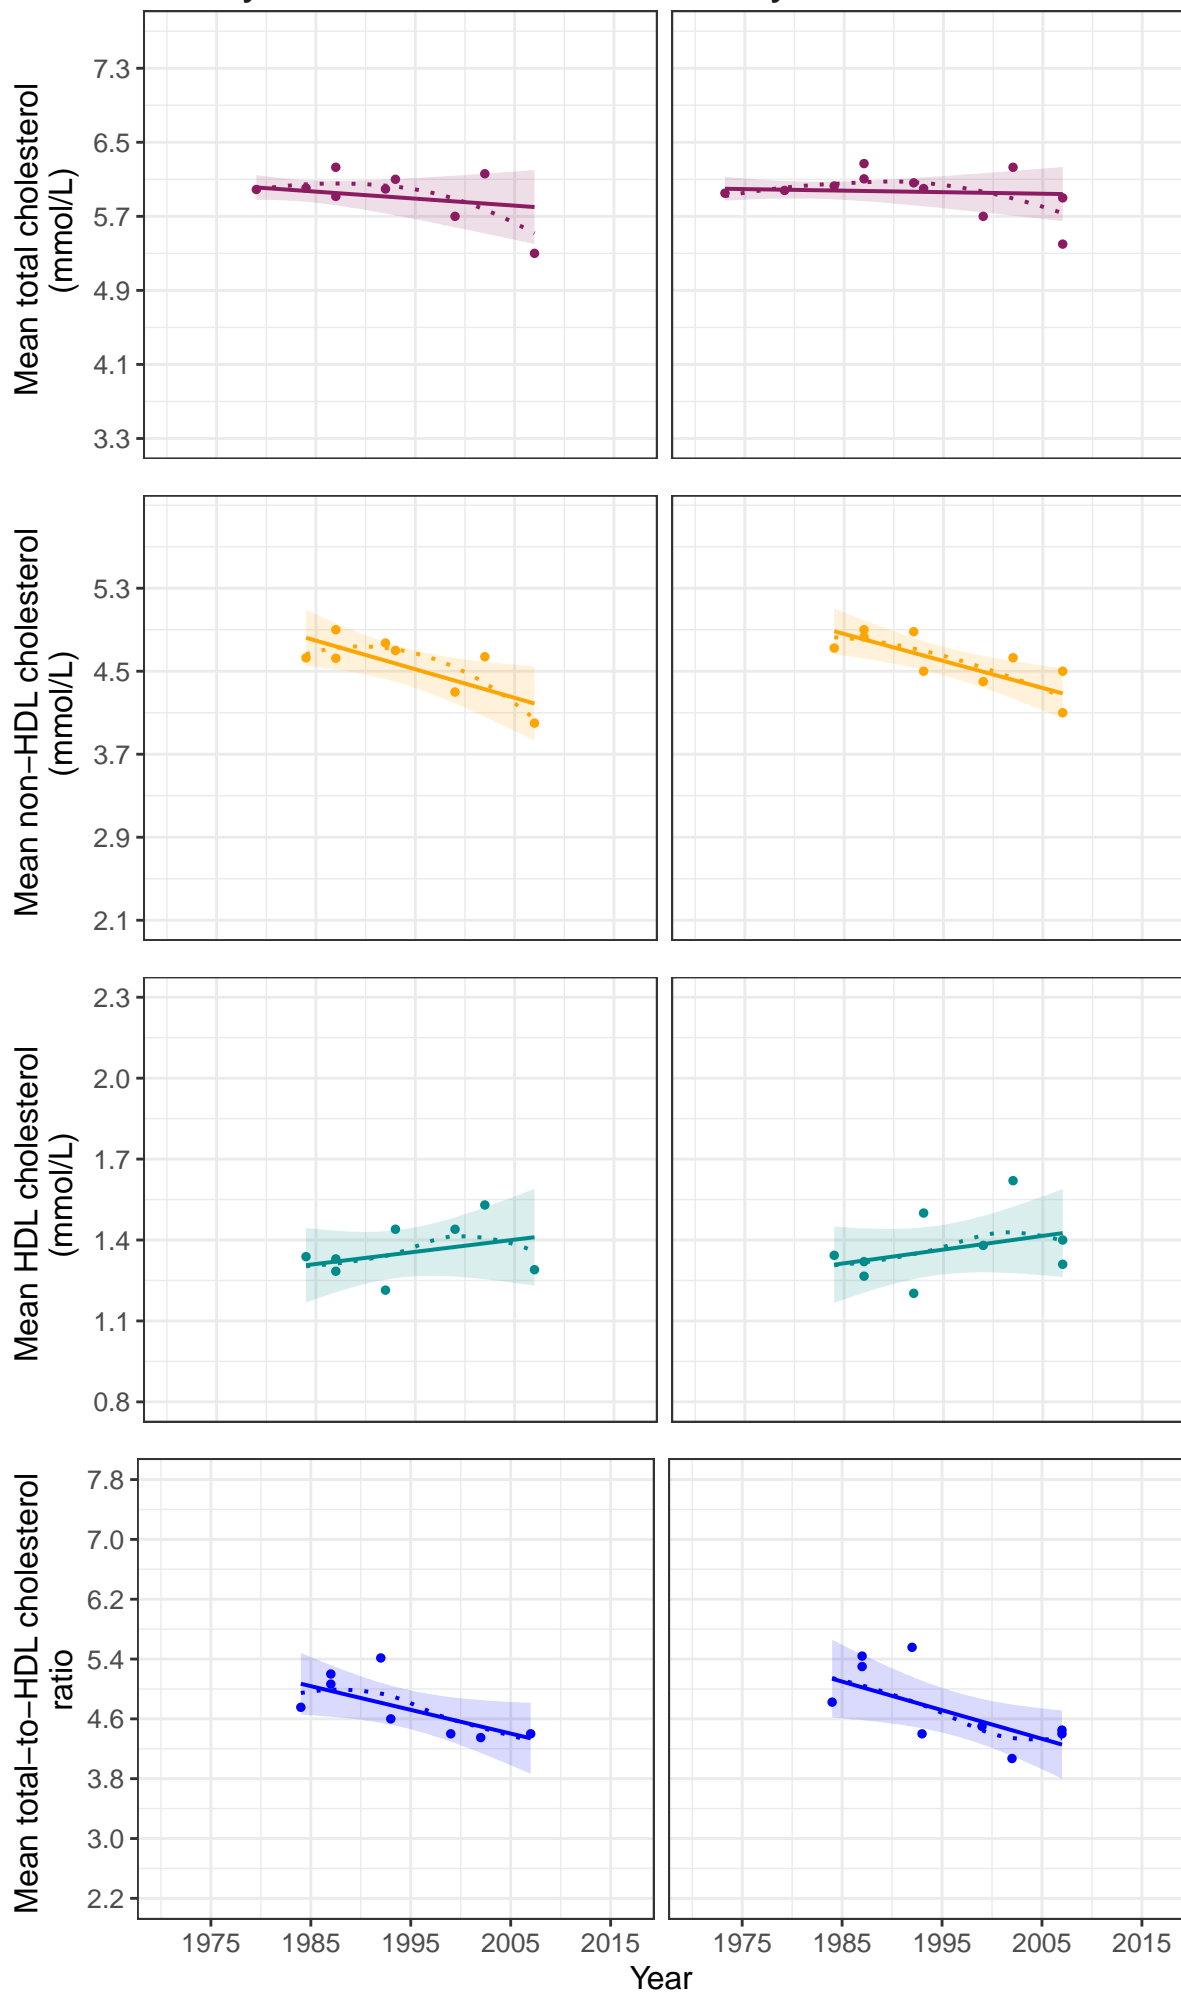 Mean total cholesterol
(mmol/L)
7.3
6.5
5.7
4.9
4.1
3.3
Mean non−HDL cholesterol
(mmol/L)
5.3
4.5
3.7
2.9
2.1
Mean HDL cholesterol
(mmol/L)
2.3
2.0
1.7
1.4
1.1
0.8
Mean total−to−HDL cholesterol
ratio
7.8
7.0
6.2
5.4
4.6
3.8
3.0
2.2
1975 1985 1995 2005 2015 1975 1985 1995 2005 2015
Year